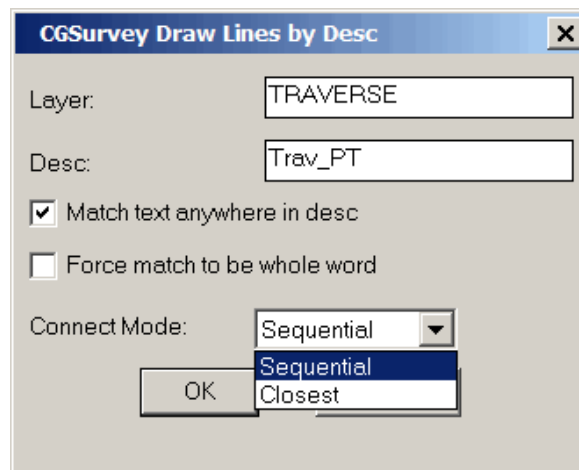 CGSurvey Draw Lines by Desc
Layer: TRAVERSE
Desc: Trav_PT
Match text anywhere in desc
Force match to be whole word
Connect Mode: Sequential
Sequential
Closest
OK